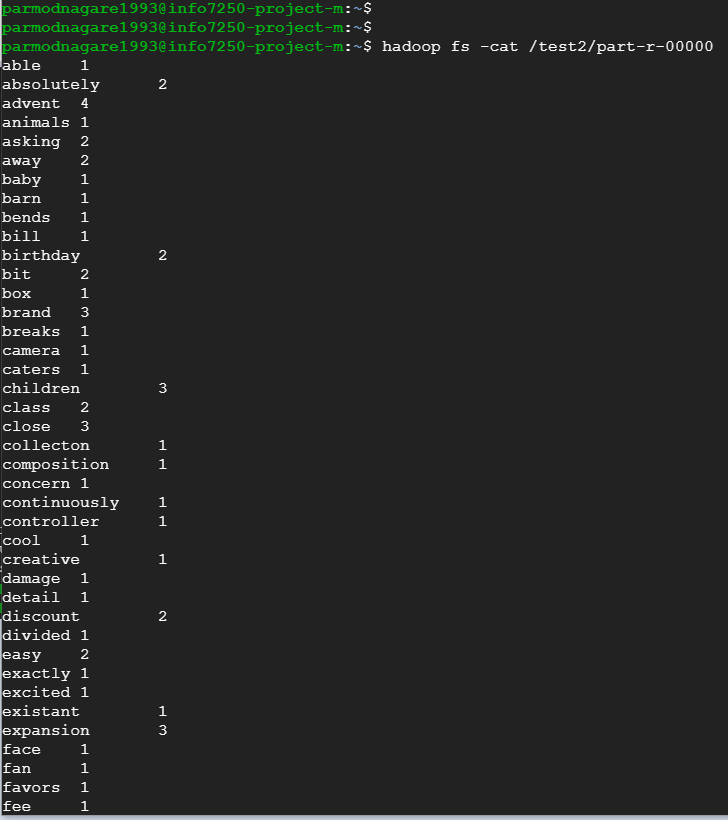 parmodnagare1993@info7250-project-m:~$
parmodnagare1993@info7250-project-m:~$
parmodnagare1993@info7250-project-m:~$ hadoop fs -cat /test2/part-r-00000
able 1
absolutely 2
advent 4
animals 1
asking 2
away 2
baby 1
barn 1
bends 1
bill 1
birthday 2
bit 2
box 1
brand 3
breaks 1
camera 1
caters 1
children 3
class 2
close 3
collecton 1
composition 1
concern 1
continuously 1
controller 1
cool 1
creative 1
damage 1
detail 1
discount 2
divided 1
easy 2
exactly 1
excited 1
existant 1
expansion 3
face 1
fan 1
favors 1
fee 1